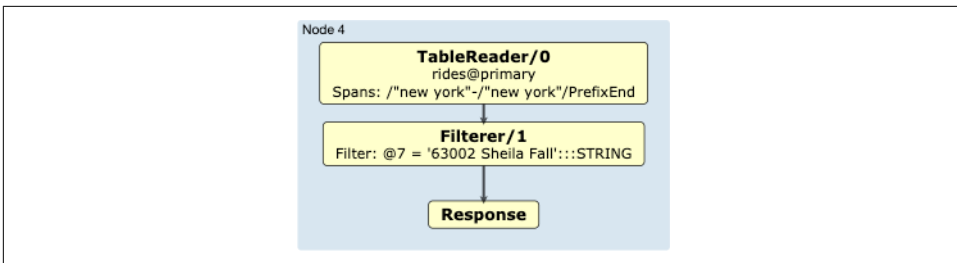 Node 4
TableReader/0
rides@primary
Spans: /"new york"-/"new york"/PrefixEnd
Filterer/1
Filter: @7 = '63002 Sheila Fall':::STRING
Response